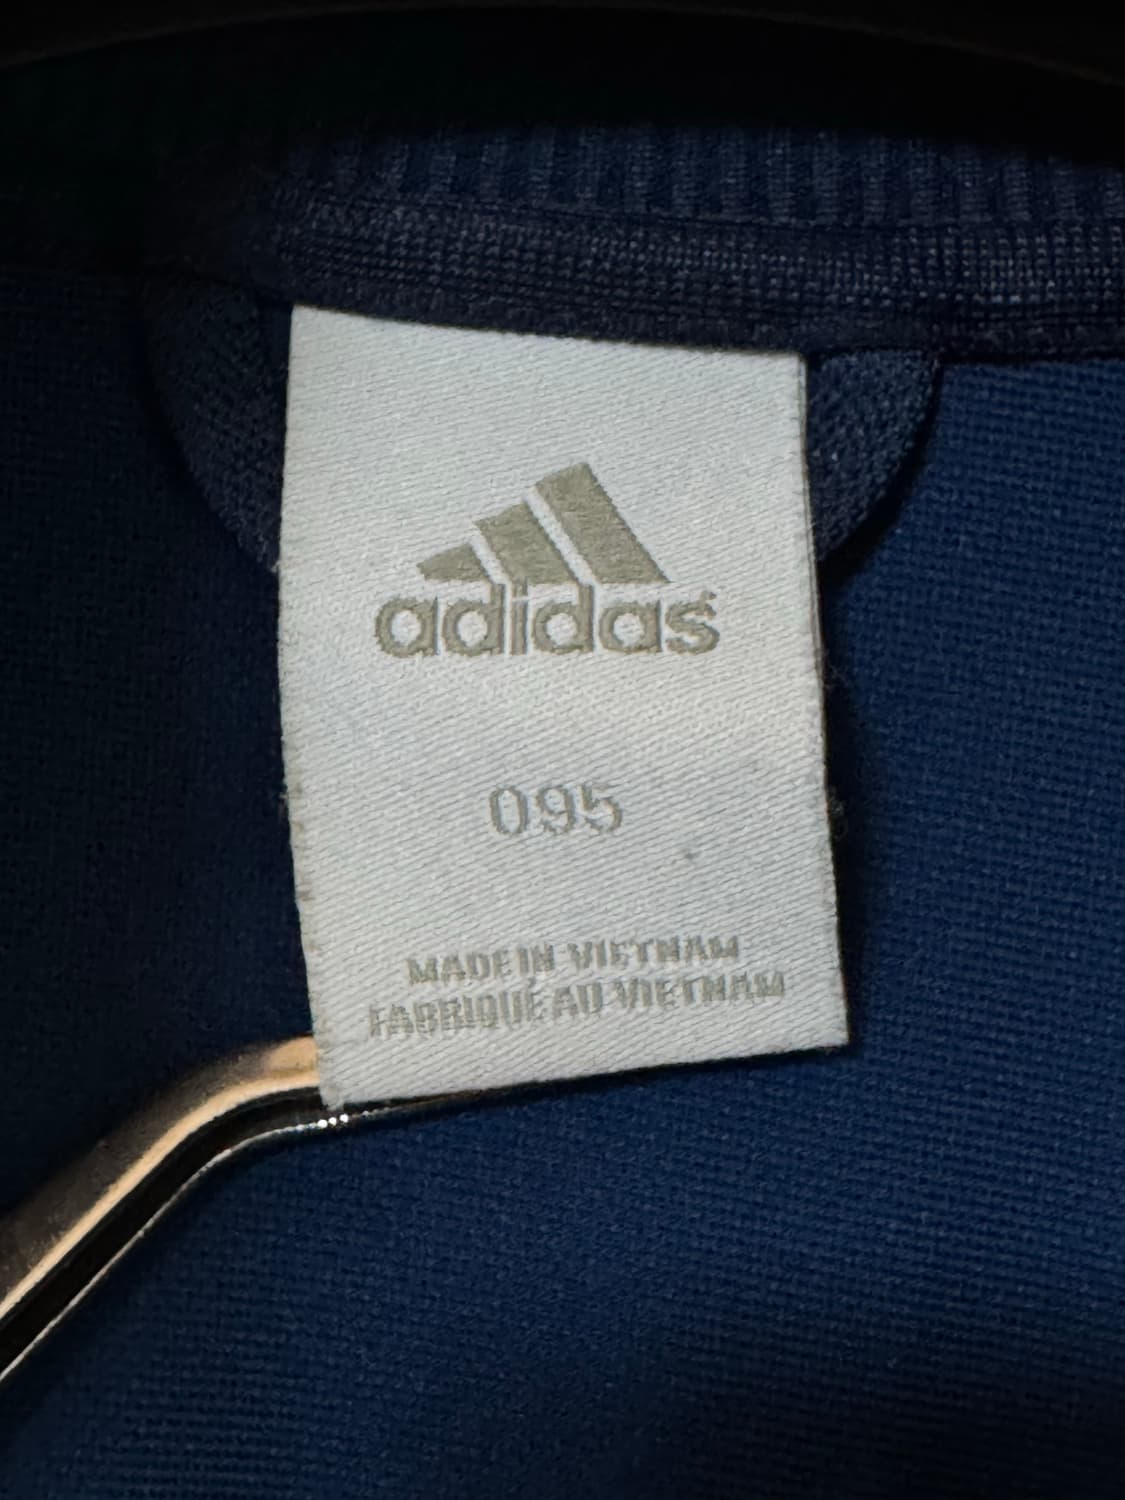 adidas
095
MADE IN VIETNAM
FABRIQUÉ AU VIETNAM